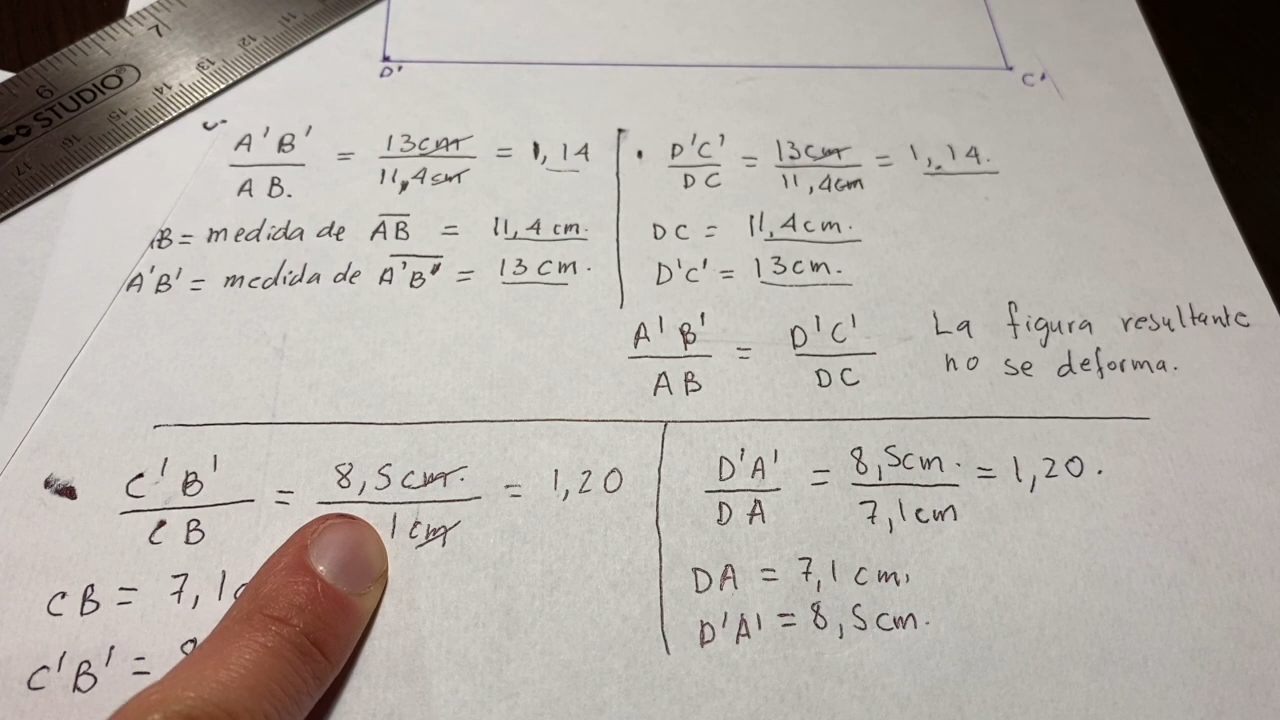 D'
C'
STUDIO
A'B' / AB. = 13cm / 11,4cm = 1,14
AB = medida de AB = 11,4 cm.
A'B' = medida de A'B' = 13 cm.
D'C' / DC = 13cm / 11,4cm = 1,14.
DC = 11,4cm.
D'C' = 13cm.
A'B' / AB = D'C' / DC
La figura resultante
no se deforma.
C'B' / CB = 8,5cm. / 1cm = 1,20
CB = 7,1
C'B' =
D'A' / DA = 8,5cm. / 7,1cm = 1,20.
DA = 7,1 cm,
D'A' = 8,5cm.